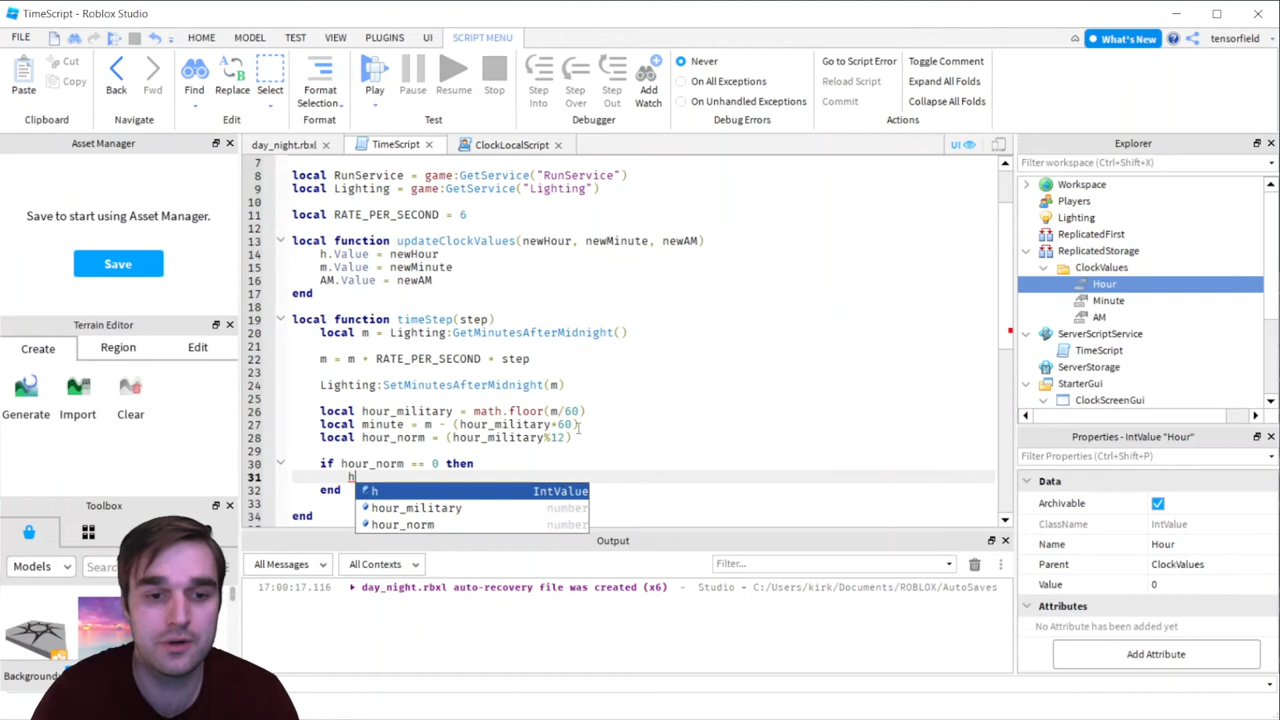 TimeScript - Roblox Studio
FILE HOME MODEL TEST VIEW PLUGINS UI SCRIPT MENU What's New tensorfield
Paste Cut Copy Back Fwd Find Replace Select Format Selection Play Pause Resume Stop Step Into Step Over Step Out Add Watch
Never
On All Exceptions
On Unhandled Exceptions
Go to Script Error
Reload Script
Commit
Toggle Comment
Expand All Folds
Collapse All Folds
Clipboard Navigate Edit Format Test Debugger Debug Errors Actions
Asset Manager
Save to start using Asset Manager.
Save
Terrain Editor
Create Region Edit
Generate Import Clear
Toolbox
Models Searc
Background:
day_night.rbxl TimeScript ClockLocalScript UI
7
8 local RunService = game:GetService("RunService")
9 local Lighting = game:GetService("Lighting")
10
11 local RATE_PER_SECOND = 6
12
13 local function updateClockValues(newHour, newMinute, newAM)
14 h.Value = newHour
15 m.Value = newMinute
16 AM.Value = newAM
17 end
18
19 local function timeStep(step)
20 local m = Lighting:GetMinutesAfterMidnight()
21
22 m = m + RATE_PER_SECOND * step
23
24 Lighting:SetMinutesAfterMidnight(m)
25
26 local hour_military = math.floor(m/60)
27 local minute = m - (hour_military*60)
28 local hour_norm = (hour_military%12)
29
30 if hour_norm == 0 then
31 h
32 end
33
34 end
h IntValue
hour_military number
hour_norm number
Output
All Messages All Contexts Filter...
17:00:17.116 day_night.rbxl auto-recovery file was created (x6) - Studio - C:/Users/kirk/Documents/ROBLOX/AutoSaves
Explorer
Filter workspace (Ctrl+Shift+X)
Workspace
Players
Lighting
ReplicatedFirst
ReplicatedStorage
ClockValues
Hour
Minute
AM
ServerScriptService
TimeScript
ServerStorage
StarterGui
ClockScreenGui
Properties - IntValue "Hour"
Filter Properties (Ctrl+Shift+P)
Data
Archivable
ClassName IntValue
Name Hour
Parent ClockValues
Value 0
Attributes
No Attribute has been added yet
Add Attribute